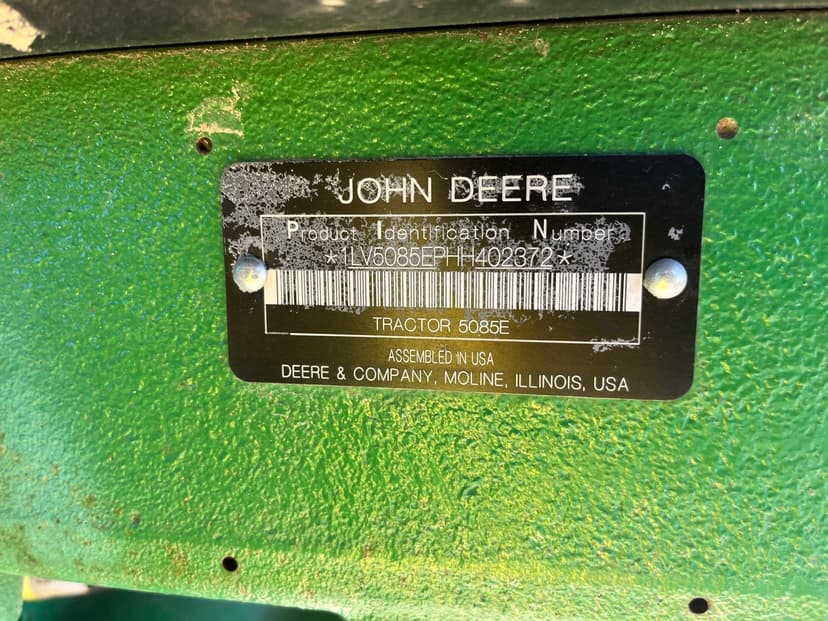 JOHN DEERE
Product Identification Number
*1LV5085EPHH402372*
TRACTOR 5085E
ASSEMBLED IN USA
DEERE & COMPANY, MOLINE, ILLINOIS, USA